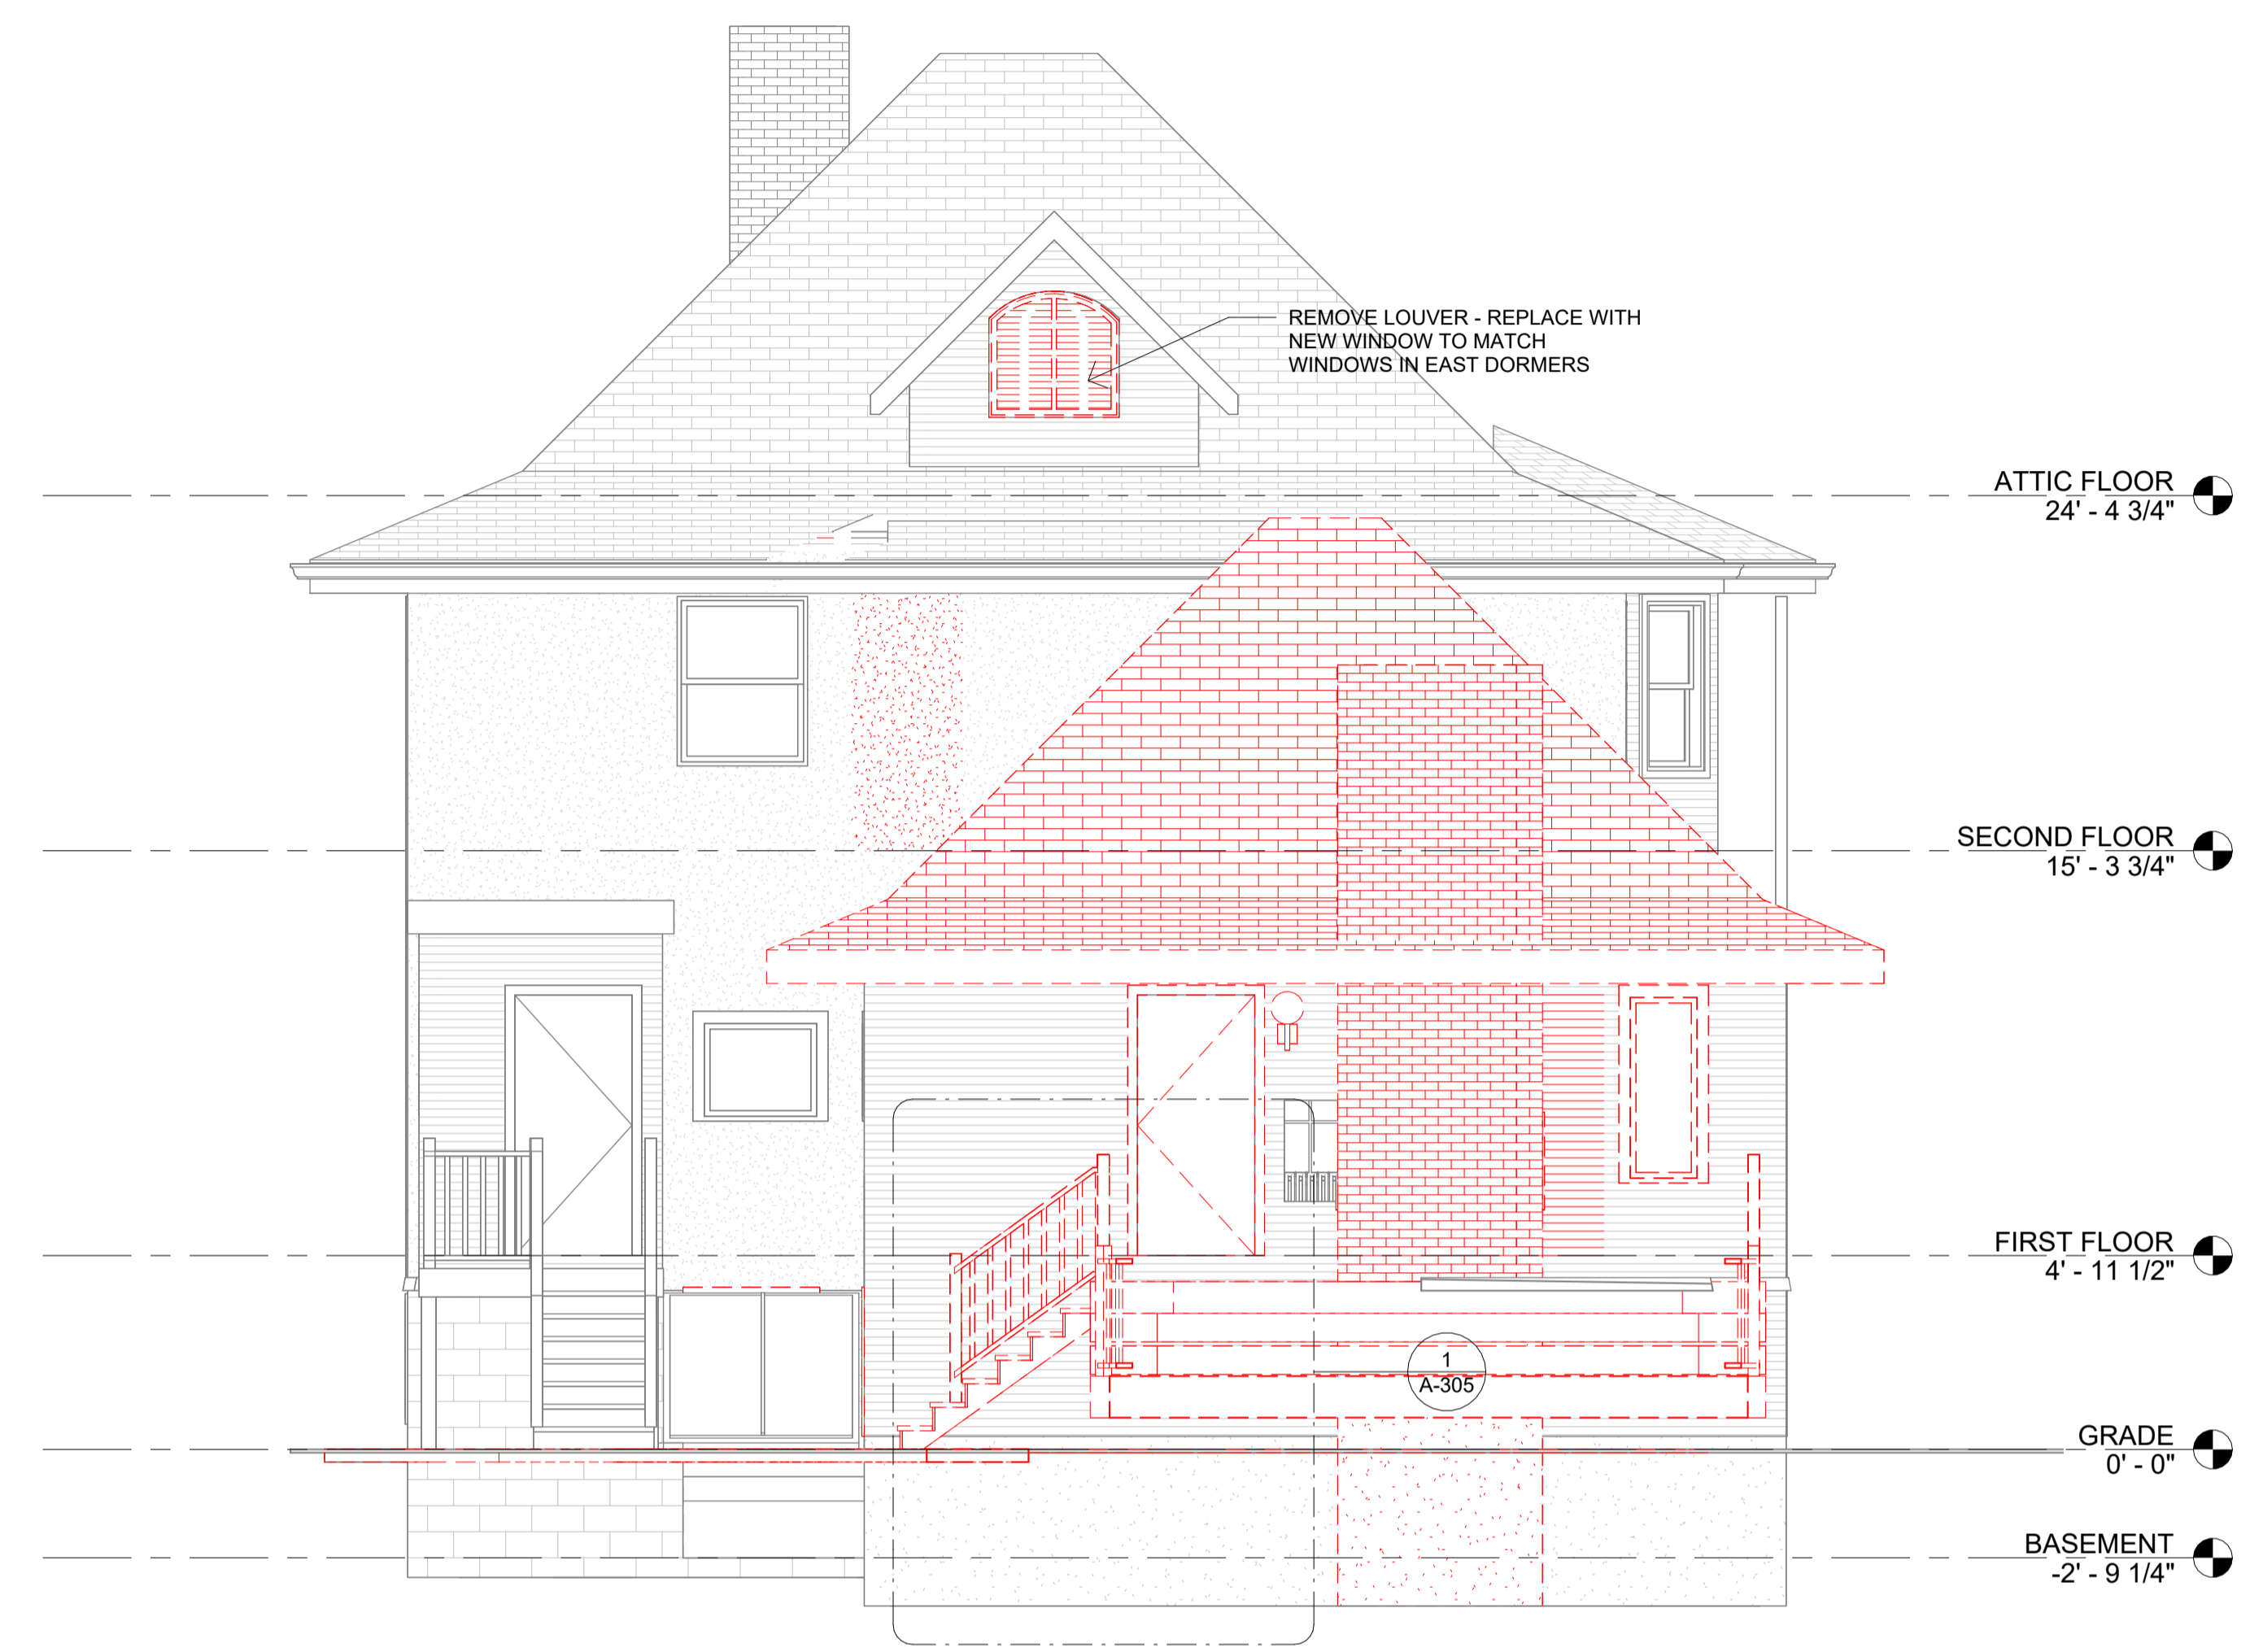 REMOVE LOUVER - REPLACE WITH
NEW WINDOW TO MATCH
WINDOWS IN EAST DORMERS
ATTIC FLOOR
24' - 4 3/4"
SECOND FLOOR
15' - 3 3/4"
FIRST FLOOR
4' - 11 1/2"
1
A-305
GRADE
0' - 0"
BASEMENT
-2' - 9 1/4"